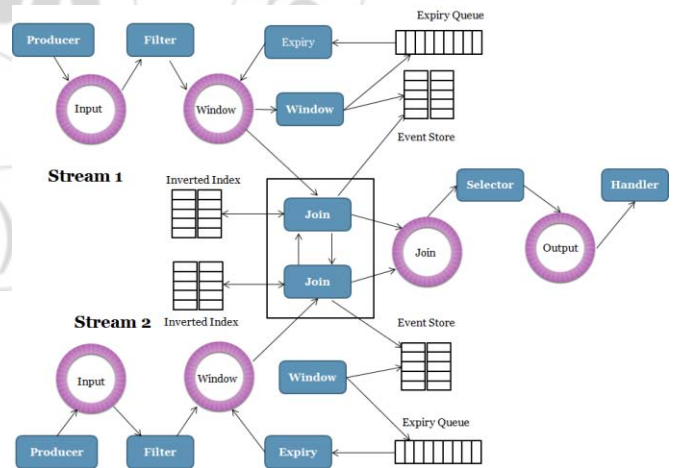 Expiry Queue
Producer
Filter
Expiry
Input
Window
Window
Event Store
Stream 1
Inverted Index
Selector
Handler
Join
Join
Output
Join
Stream 2
Inverted Index
Event Store
Input
Window
Window
Expiry Queue
Producer
Filter
Expiry